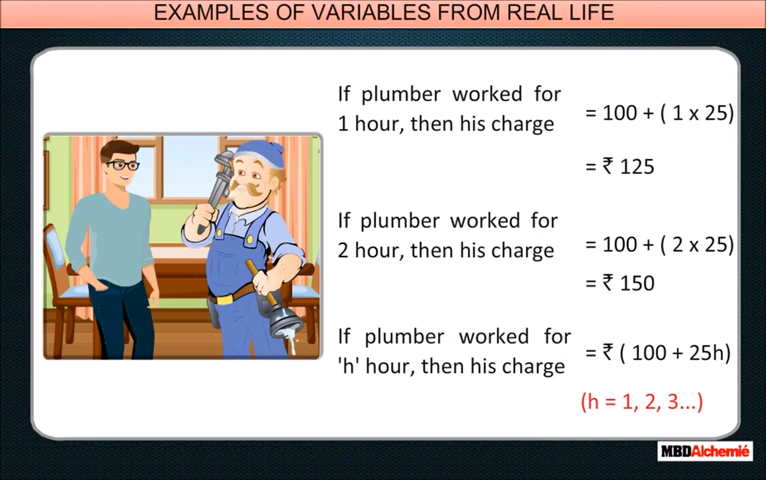 EXAMPLES OF VARIABLES FROM REAL LIFE
If plumber worked for
1 hour, then his charge
= 100 + ( 1 x 25)
= ₹ 125
If plumber worked for
2 hour, then his charge
= 100 + ( 2 x 25)
= ₹ 150
If plumber worked for
'h' hour, then his charge
= ₹ ( 100 + 25h)
(h = 1, 2, 3...)
MBDAlchemié